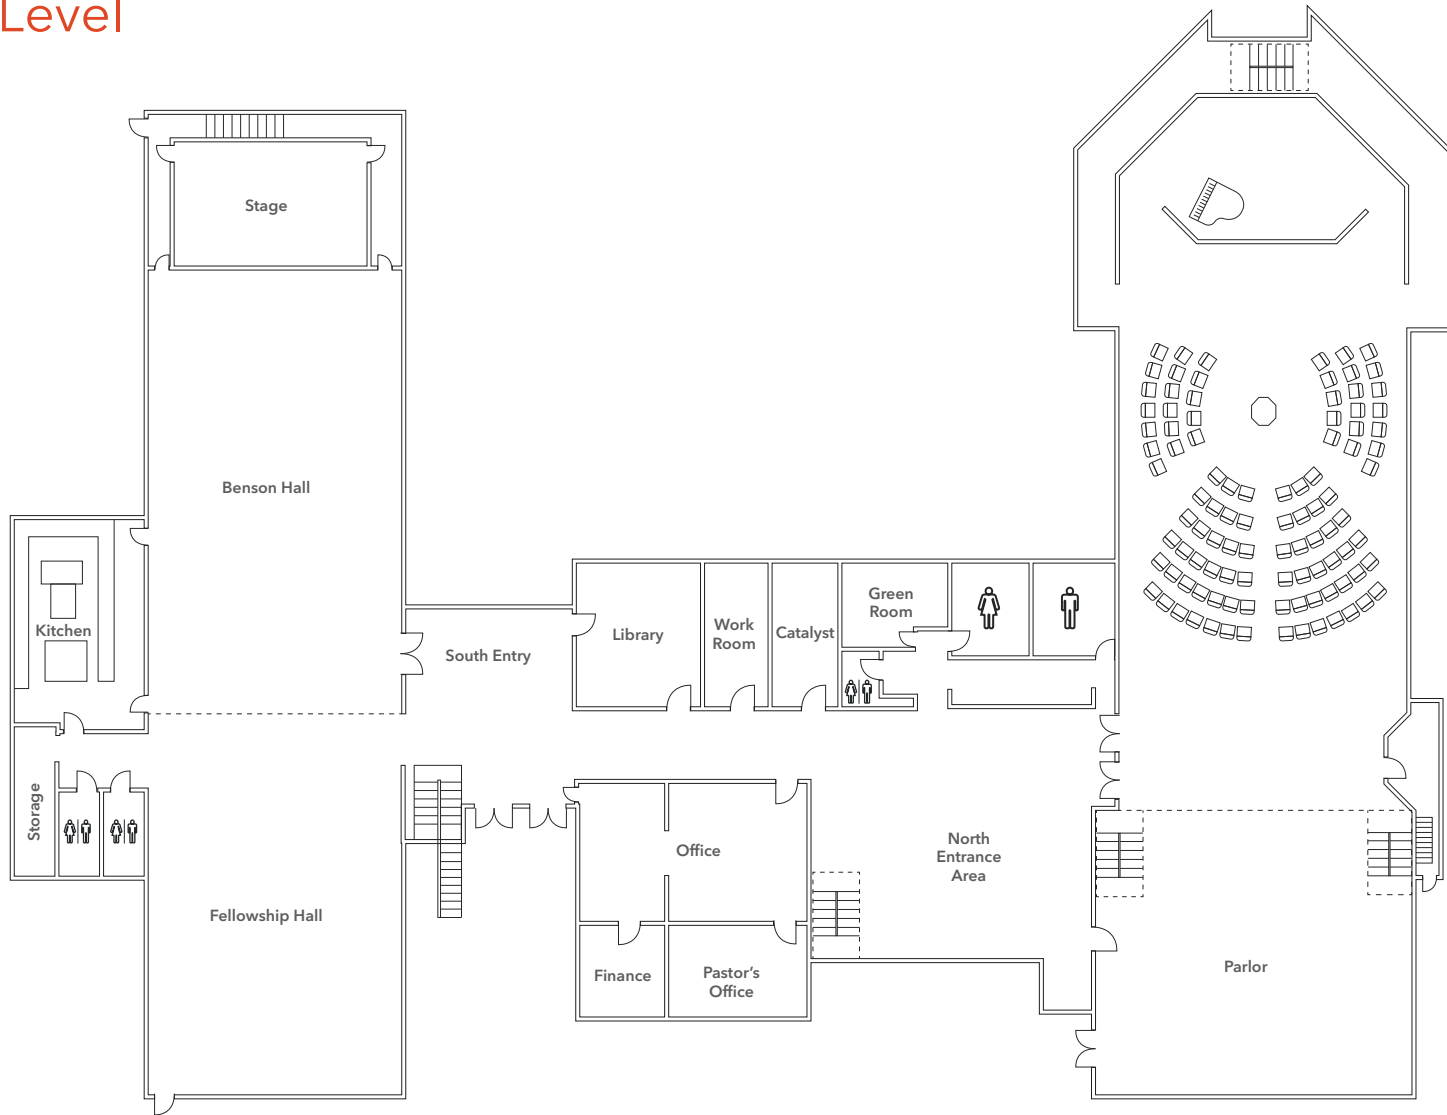 Level
Stage
Benson Hall
Kitchen
South Entry
Library
Work
Room
Catalyst
Green
Room
Storage
Office
North
Entrance
Area
Fellowship Hall
Finance
Pastor’s
Office
Parlor